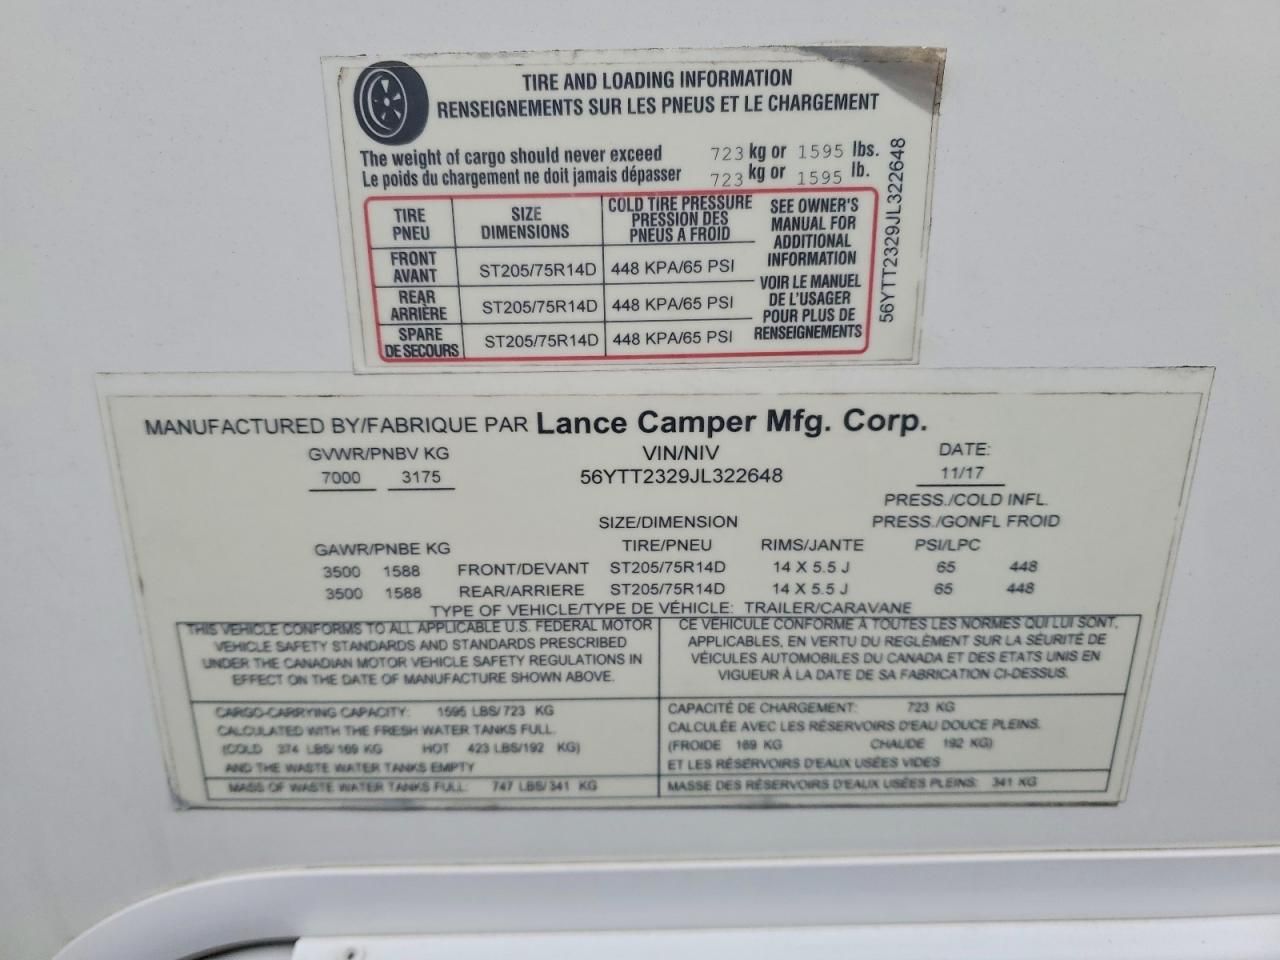 TIRE AND LOADING INFORMATION
RENSEIGNEMENTS SUR LES PNEUS ET LE CHARGEMENT
The weight of cargo should never exceed 723 kg or 1595 lbs.
Le poids du chargement ne doit jamais dépasser 723 kg or 1595 lb.
TIRE PNEU SIZE DIMENSIONS COLD TIRE PRESSURE PRESSION DES PNEUS A FROID
FRONT AVANT ST205/75R14D 448 KPA/65 PSI
REAR ARRIÈRE ST205/75R14D 448 KPA/65 PSI
SPARE DE SECOURS ST205/75R14D 448 KPA/65 PSI
SEE OWNER'S
MANUAL FOR
ADDITIONAL
INFORMATION
VOIR LE MANUEL
DE L'USAGER
POUR PLUS DE
RENSEIGNEMENTS
56YTT2329JL322648
MANUFACTURED BY/FABRIQUE PAR Lance Camper Mfg. Corp.
GVWR/PNBV KG VIN/NIV DATE:
7000 3175 56YTT2329JL322648 11/17
PRESS./COLD INFL.
SIZE/DIMENSION PRESS./GONFL FROID
GAWR/PNBE KG TIRE/PNEU RIMS/JANTE PSI/LPC
3500 1588 FRONT/DEVANT ST205/75R14D 14 X 5.5 J 65 448
3500 1588 REAR/ARRIERE ST205/75R14D 14 X 5.5 J 65 448
TYPE OF VEHICLE/TYPE DE VÉHICLE: TRAILER/CARAVANE
THIS VEHICLE CONFORMS TO ALL APPLICABLE U.S. FEDERAL MOTOR
VEHICLE SAFETY STANDARDS AND STANDARDS PRESCRIBED
UNDER THE CANADIAN MOTOR VEHICLE SAFETY REGULATIONS IN
EFFECT ON THE DATE OF MANUFACTURE SHOWN ABOVE.
CE VÉHICULE CONFORME À TOUTES LES NORMES QUI LUI SONT,
APPLICABLES, EN VERTU DU REGLÉMENT SUR LA SÉURITÉ DE
VÉICULES AUTOMOBILES DU CANADA ET DES ETATS UNIS EN
VIGUEUR À LA DATE DE SA FABRICATION CI-DESSUS.
CARGO-CARRYING CAPACITY: 1595 LBS/723 KG
CALCULATED WITH THE FRESH WATER TANKS FULL.
(COLD 374 LBS/169 KG HOT 423 LBS/192 KG)
AND THE WASTE WATER TANKS EMPTY
CAPACITÉ DE CHARGEMENT: 723 KG
CALCULÉE AVEC LES RÉSERVOIRS D'EAU DOUCE PLEINS.
(FROIDE 169 KG CHAUDE 192 KG)
ET LES RÉSERVOIRS D'EAUX USÉES VIDES
MASS OF WASTE WATER TANKS FULL: 747 LBS/341 KG
MASSE DES RÉSERVOIRS D'EAUX USÉES PLEINS: 341 KG